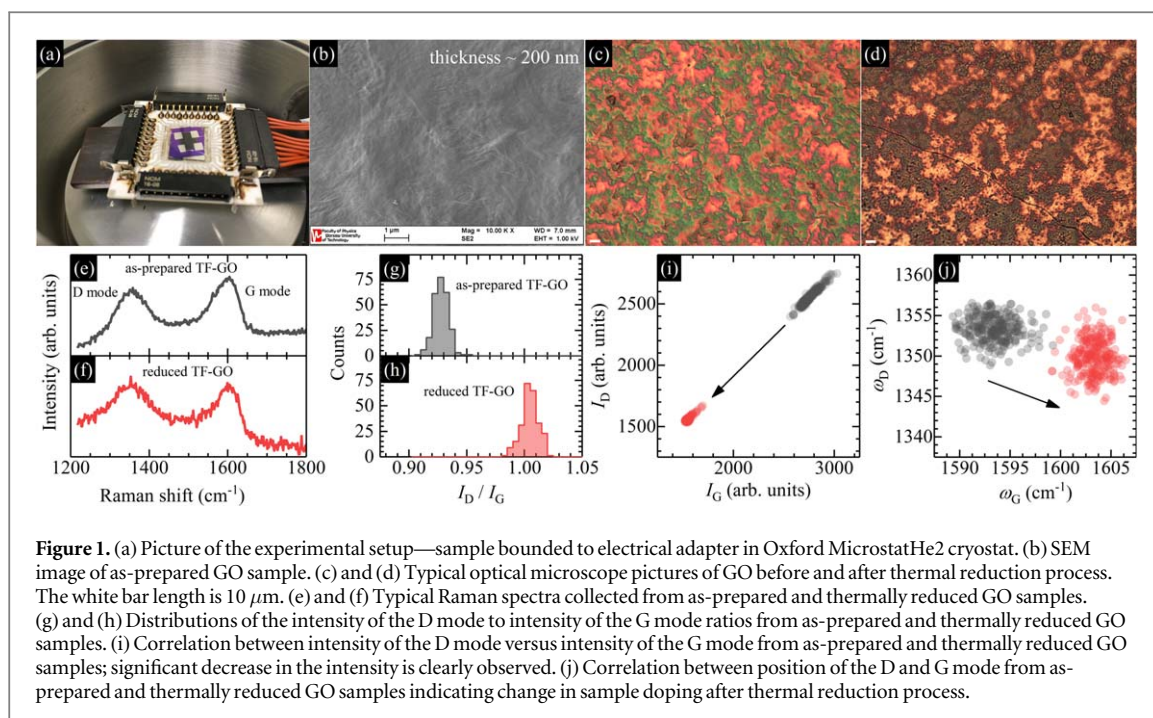 (a)
NICM
(b)
thickness ~ 200 nm
Faculty of Physics
Warsaw University
of Technology
1 μm
Mag = 10.00 K X
WD = 7.0 mm
SE2
EHT = 1.00 kV
(c)
(d)
(e)
as-prepared TF-GO
D mode
G mode
(f)
reduced TF-GO
Intensity (arb. units)
1200
1400
1600
1800
Raman shift (cm⁻¹)
(g)
as-prepared TF-GO
75
50
25
0
(h)
reduced TF-GO
75
50
25
0
Counts
0.90
0.95
1.00
1.05
I_D / I_G
(i)
2500
2000
1500
I_D (arb. units)
2000
3000
I_G (arb. units)
(j)
1360
1355
1350
1345
1340
ω_D (cm⁻¹)
1590
1595
1600
1605
ω_G (cm⁻¹)
Figure 1. (a) Picture of the experimental setup—sample bounded to electrical adapter in Oxford MicrostatHe2 cryostat. (b) SEM
image of as-prepared GO sample. (c) and (d) Typical optical microscope pictures of GO before and after thermal reduction process.
The white bar length is 10 μm. (e) and (f) Typical Raman spectra collected from as-prepared and thermally reduced GO samples.
(g) and (h) Distributions of the intensity of the D mode to intensity of the G mode ratios from as-prepared and thermally reduced GO
samples. (i) Correlation between intensity of the D mode versus intensity of the G mode from as-prepared and thermally reduced GO
samples; significant decrease in the intensity is clearly observed. (j) Correlation between position of the D and G mode from as-
prepared and thermally reduced GO samples indicating change in sample doping after thermal reduction process.